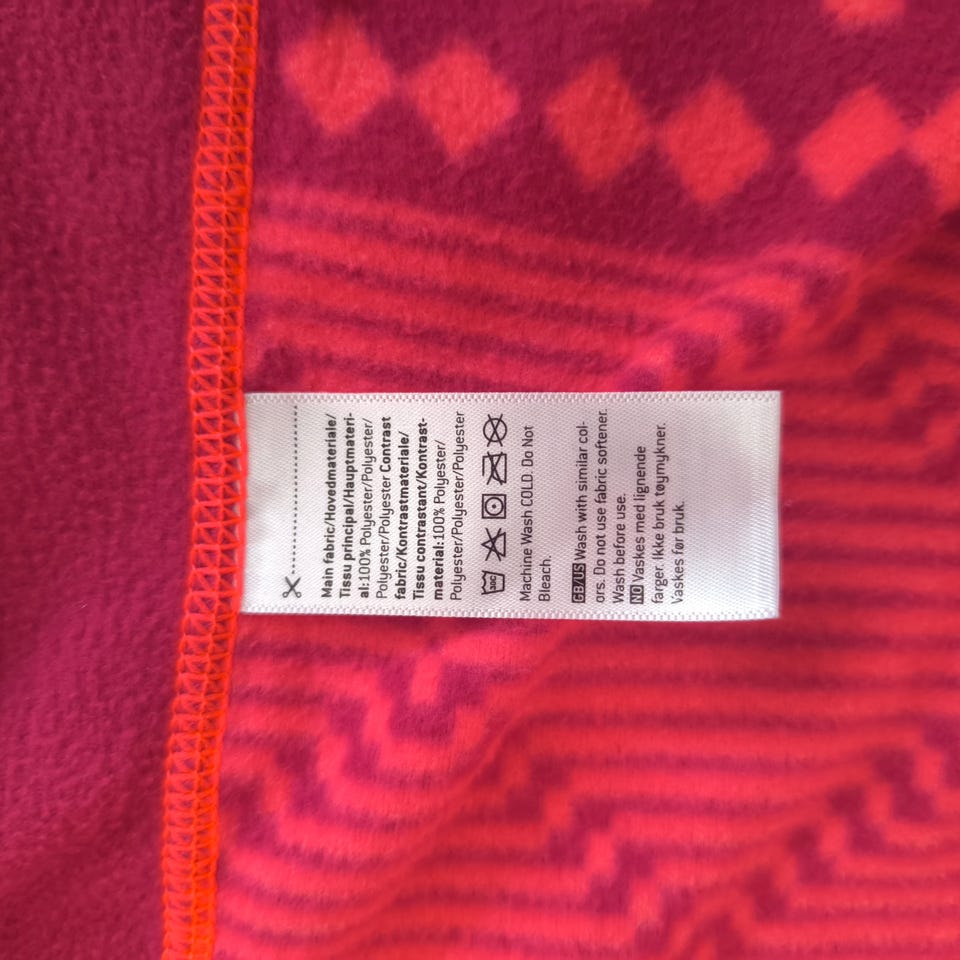 Main fabric/Hovedmateriale/
Tissu principal/Hauptmateri-
al:100% Polyester/Polyester/
Polyester/Polyester Contrast
fabric/Kontrastmateriale/
Tissu contrastant/Kontrast-
material:100% Polyester/
Polyester/Polyester/Polyester
30C
Machine Wash COLD. Do Not
Bleach.
GB/US Wash with similar col-
ors. Do not use fabric softener.
Wash before use.
NO Vaskes med lignende
farger. Ikke bruk tøymykner.
Vaskes før bruk.